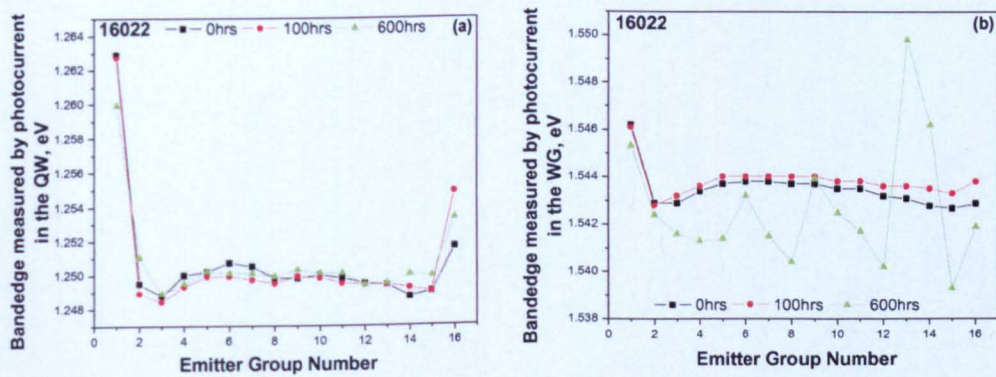 16022 0hrs 100hrs 600hrs (a)
Bandedge measured by photocurrent
in the QW, eV
1.264
1.262
1.260
1.258
1.256
1.254
1.252
1.250
1.248
0 2 4 6 8 10 12 14 16
Emitter Group Number
16022 (b)
Bandedge measured by photocurrent
in the WG, eV
1.550
1.548
1.546
1.544
1.542
1.540
1.538
0hrs 100hrs 600hrs
0 2 4 6 8 10 12 14 16
Emitter Group Number